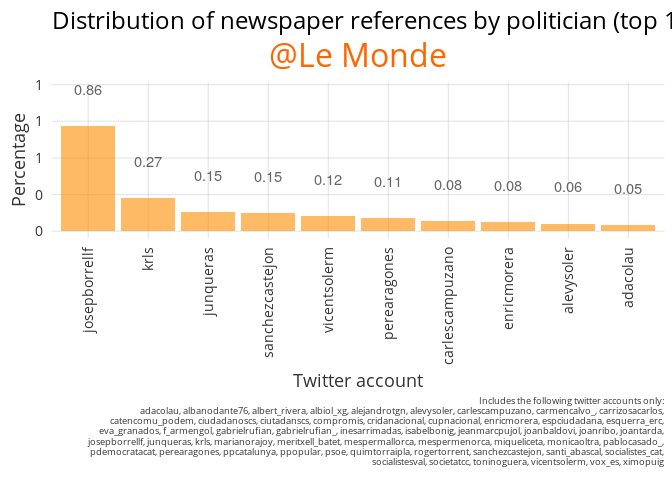 Distribution of newspaper references by politician (top 1
@Le Monde
Percentage
1
1
1
0
0
0.86
0.27
0.15
0.15
0.12
0.11
0.08
0.08
0.06
0.05
josepborrellf
krls
junqueras
sanchezcastejon
vicentsolerm
perearagones
carlescampuzano
enricmorera
alevysoler
adacolau
Twitter account
Includes the following twitter accounts only:
adacolau, albanodante76, albert_rivera, albiol_xg, alejandrotgn, alevysoler, carlescampuzano, carmencalvo_, carrizosacarlos,
catencomu_podem, ciudadanoscs, ciutadanscs, compromis, cridanacional, cupnacional, enricmorera, espciudadana, esquerra_erc,
eva_granados, f_armengol, gabrielrufian, gabrielrufian_, inesarrimadas, isabelbonig, jeanmarcpujol, joanbaldovi, joanribo, joantarda,
josepborrellf, junqueras, krls, marianorajoy, meritxell_batet, mespermallorca, mespermenorca, miqueliceta, monicaoltra, pablocasado_,
pdemocratacat, perearagones, ppcatalunya, ppopular, psoe, quimtorraipla, rogertorrent, sanchezcastejon, santi_abascal, socialistes_cat,
socialistesval, societatcc, toninoguera, vicentsolerm, vox_es, ximopuig